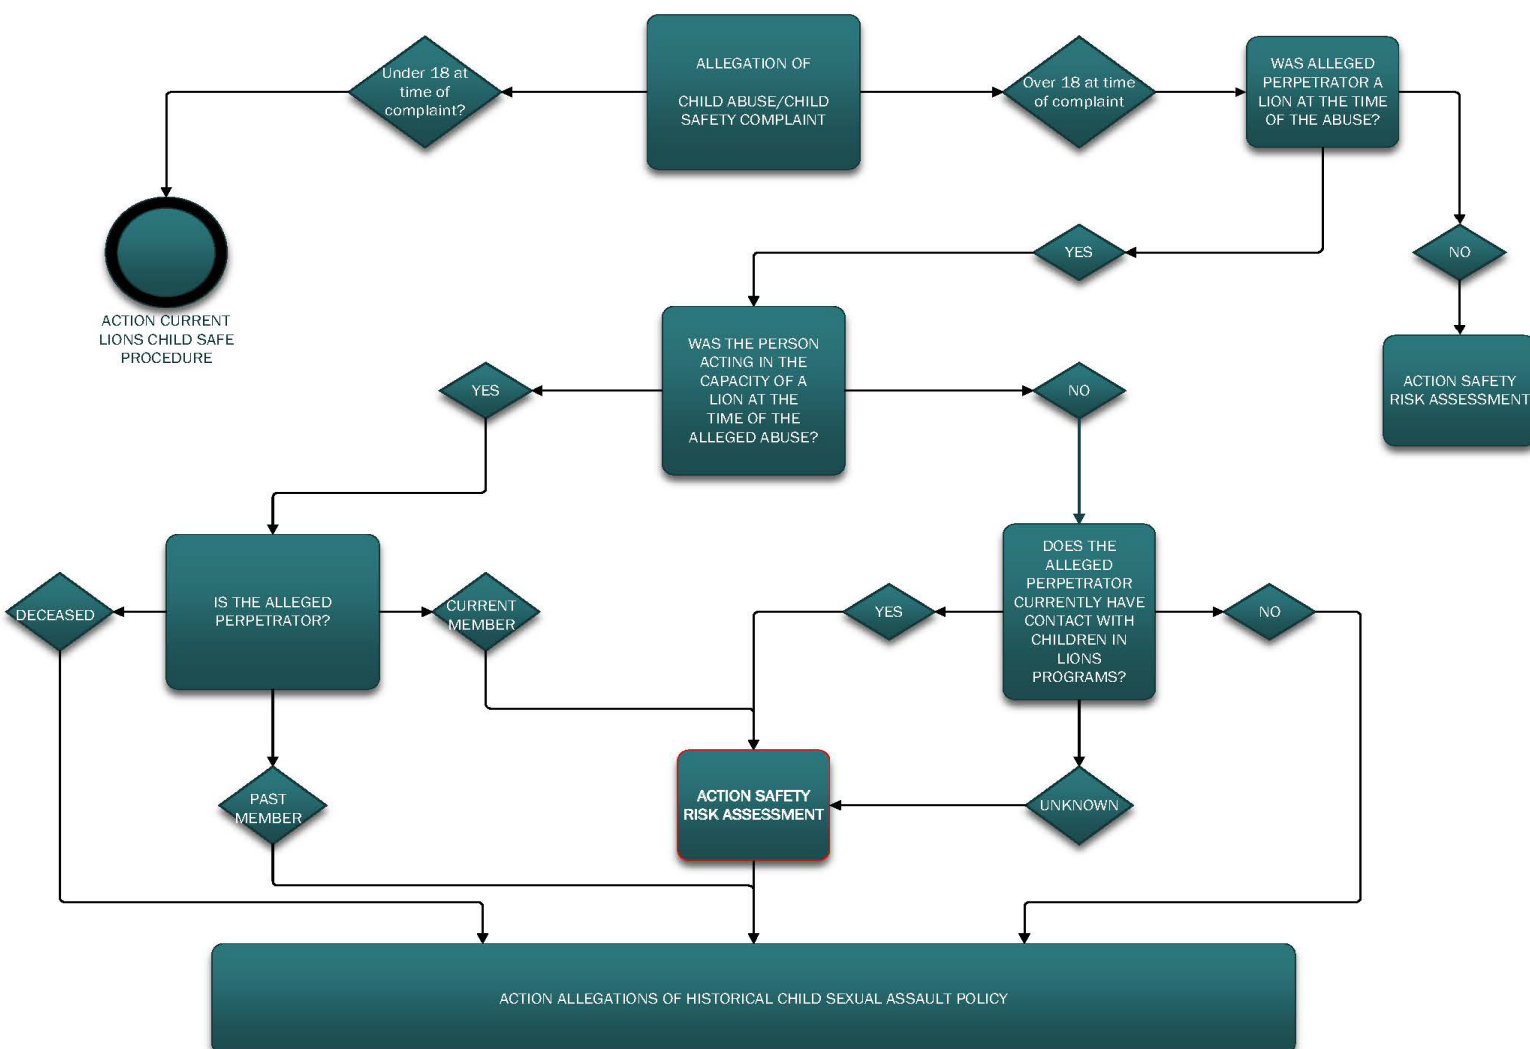 ALLEGATION OF
CHILD ABUSE/CHILD
SAFETY COMPLAINT
Under 18 at
time of
complaint?
Over 18 at time
of complaint
WAS ALLEGED
PERPETRATOR A
LION AT THE TIME
OF THE ABUSE?
ACTION CURRENT
LIONS CHILD SAFE
PROCEDURE
YES
NO
ACTION SAFETY
RISK ASSESSMENT
WAS THE PERSON
ACTING IN THE
CAPACITY OF A
LION AT THE
TIME OF THE
ALLEGED ABUSE?
YES
NO
IS THE ALLEGED
PERPETRATOR?
DECEASED
CURRENT
MEMBER
PAST
MEMBER
DOES THE
ALLEGED
PERPETRATOR
CURRENTLY HAVE
CONTACT WITH
CHILDREN IN
LIONS
PROGRAMS?
YES
NO
UNKNOWN
ACTION SAFETY
RISK ASSESSMENT
ACTION ALLEGATIONS OF HISTORICAL CHILD SEXUAL ASSAULT POLICY